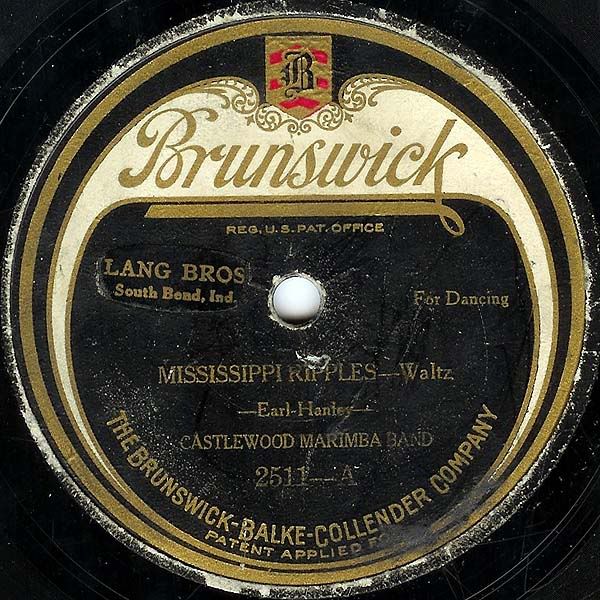 B
Brunswick
REG. U.S. PAT. OFFICE
LANG BROS
South Bend, Ind.
For Dancing
MISSISSIPPI RIPPLES—Waltz
—Earl-Hanley—
CASTLEWOOD MARIMBA BAND
2511—A
THE BRUNSWICK-BALKE-COLLENDER COMPANY
PATENT APPLIED